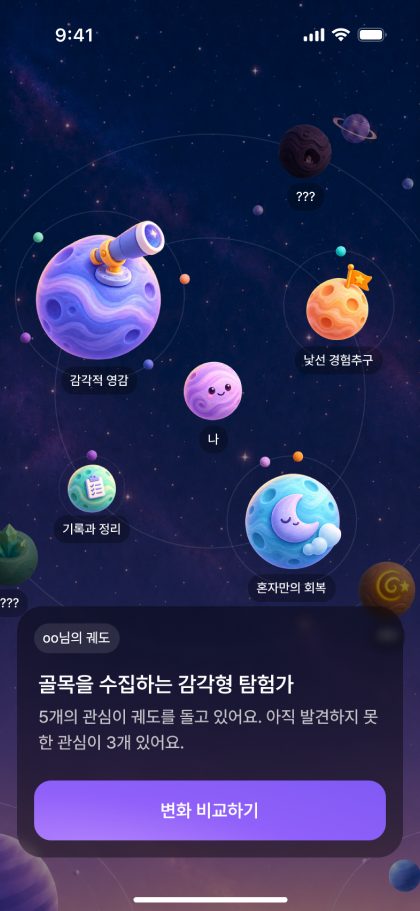 9:41
???
감각적 영감
낯선 경험추구
나
기록과 정리
혼자만의 회복
???
oo님의 궤도
골목을 수집하는 감각형 탐험가
5개의 관심이 궤도를 돌고 있어요. 아직 발견하지 못
한 관심이 3개 있어요.
변화 비교하기